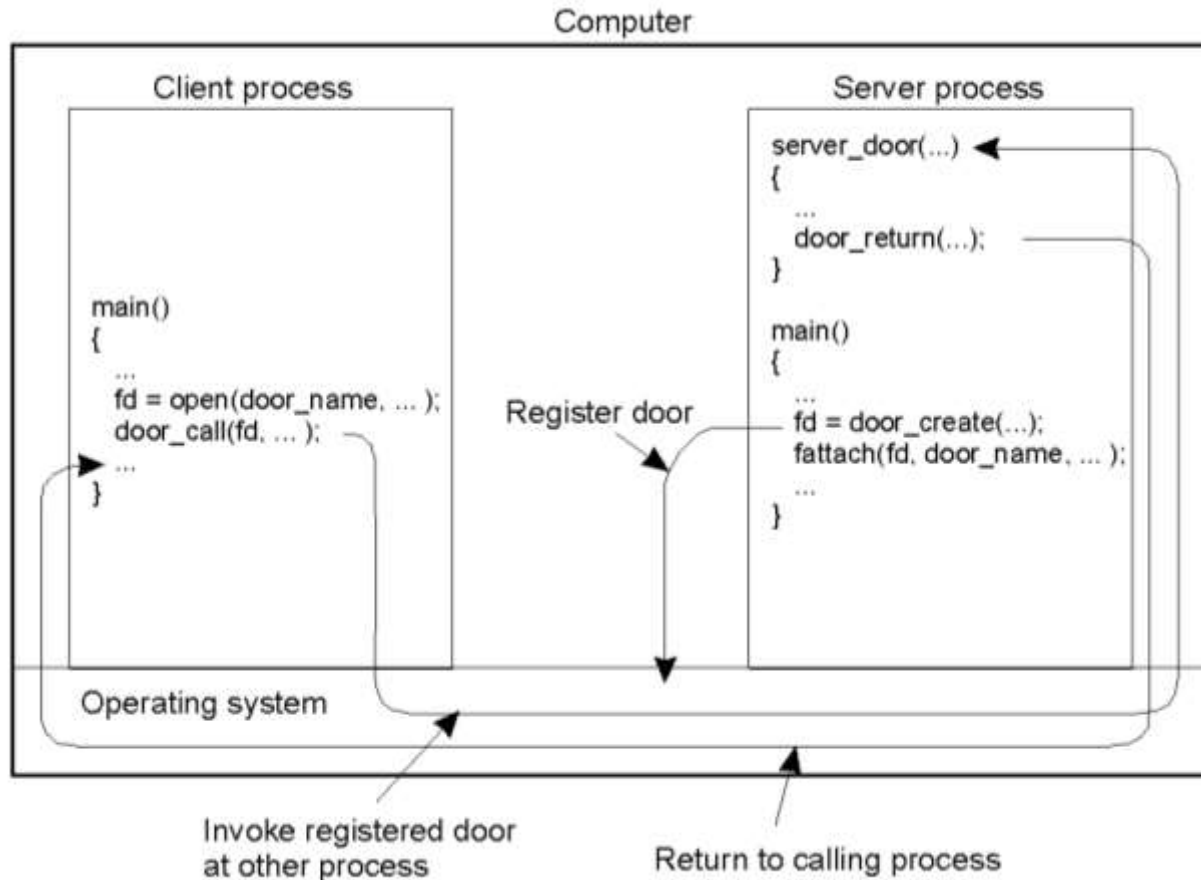 Computer
Client process
main()
{
...
fd = open(door_name, ... );
door_call(fd, ... );
...
}
Server process
server_door(...)
{
...
door_return(...);
}
main()
{
...
fd = door_create(...);
fattach(fd, door_name, ... );
...
}
Register door
Operating system
Invoke registered door
at other process
Return to calling process